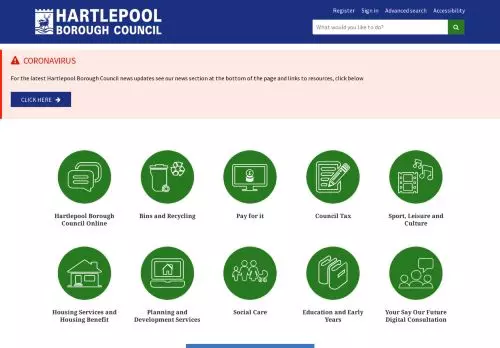 HARTLEPOOL
BOROUGH COUNCIL
Register Sign in Advanced search Accessibility
What would you like to do?
CORONAVIRUS
For the latest Hartlepool Borough Council news updates see our news section at the bottom of the page and links to resources, click below
CLICK HERE
Hartlepool Borough
Council Online
Bins and Recycling
Pay for it
Council Tax
Sport, Leisure and
Culture
Housing Services and
Housing Benefit
Planning and
Development Services
Social Care
Education and Early
Years
Your Say Our Future
Digital Consultation